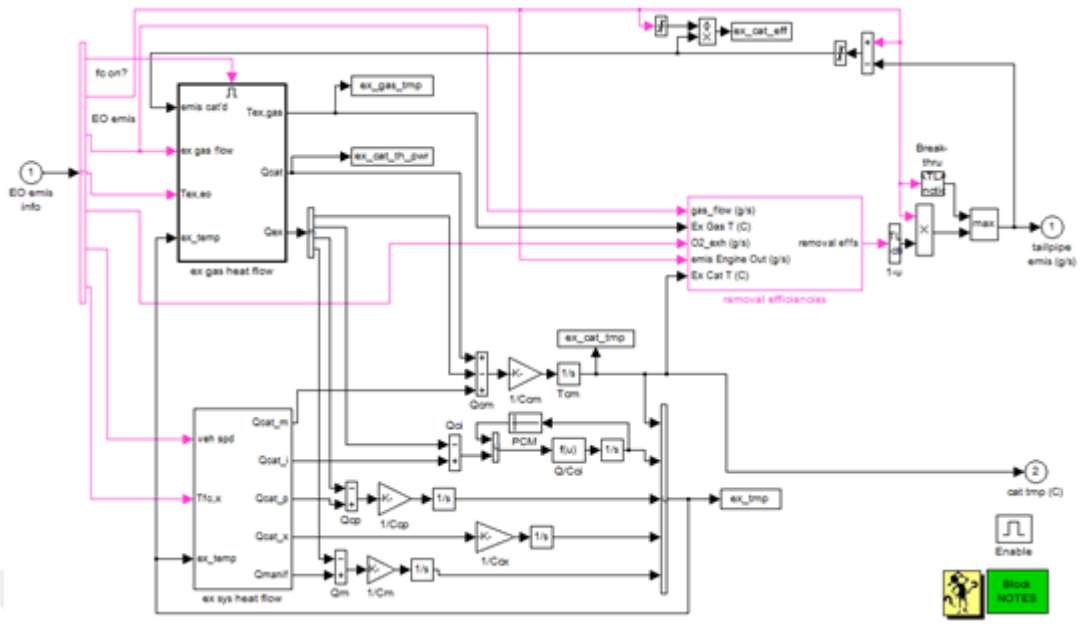 fc on?
EO emis
1
EO emis
info
emis cat'd
ex gas flow
Tex,eo
ex_temp
Tex,gas
Qcat
Qex
ex gas heat flow
ex_gas_tmp
ex_cat_th_pwr
ex_cat_eff
gas_flow (g/s)
Ex Gas T (C)
O2_exh (g/s)
emis Engine Out (g/s)
Ex Cat T (C)
removal effs
removal efficiencies
Break-
thru
1-u
max
1
tailpipe
emis (g/s)
ex_cat_tmp
K-
1/s
Qcm
1/Ccm
Tcm
veh spd
Tfc,x
ex_temp
Qcat_m
Qcat_i
Qcat_p
Qcat_x
Qmanif
ex sys heat flow
Qci
PCM
f(u)
1/s
Q/Cci
K-
1/s
Qcp
1/Ccp
K-
1/s
1/Ccx
K-
1/s
Qm
1/Cm
ex_tmp
2
cat tmp (C)
Enable
Block
NOTES